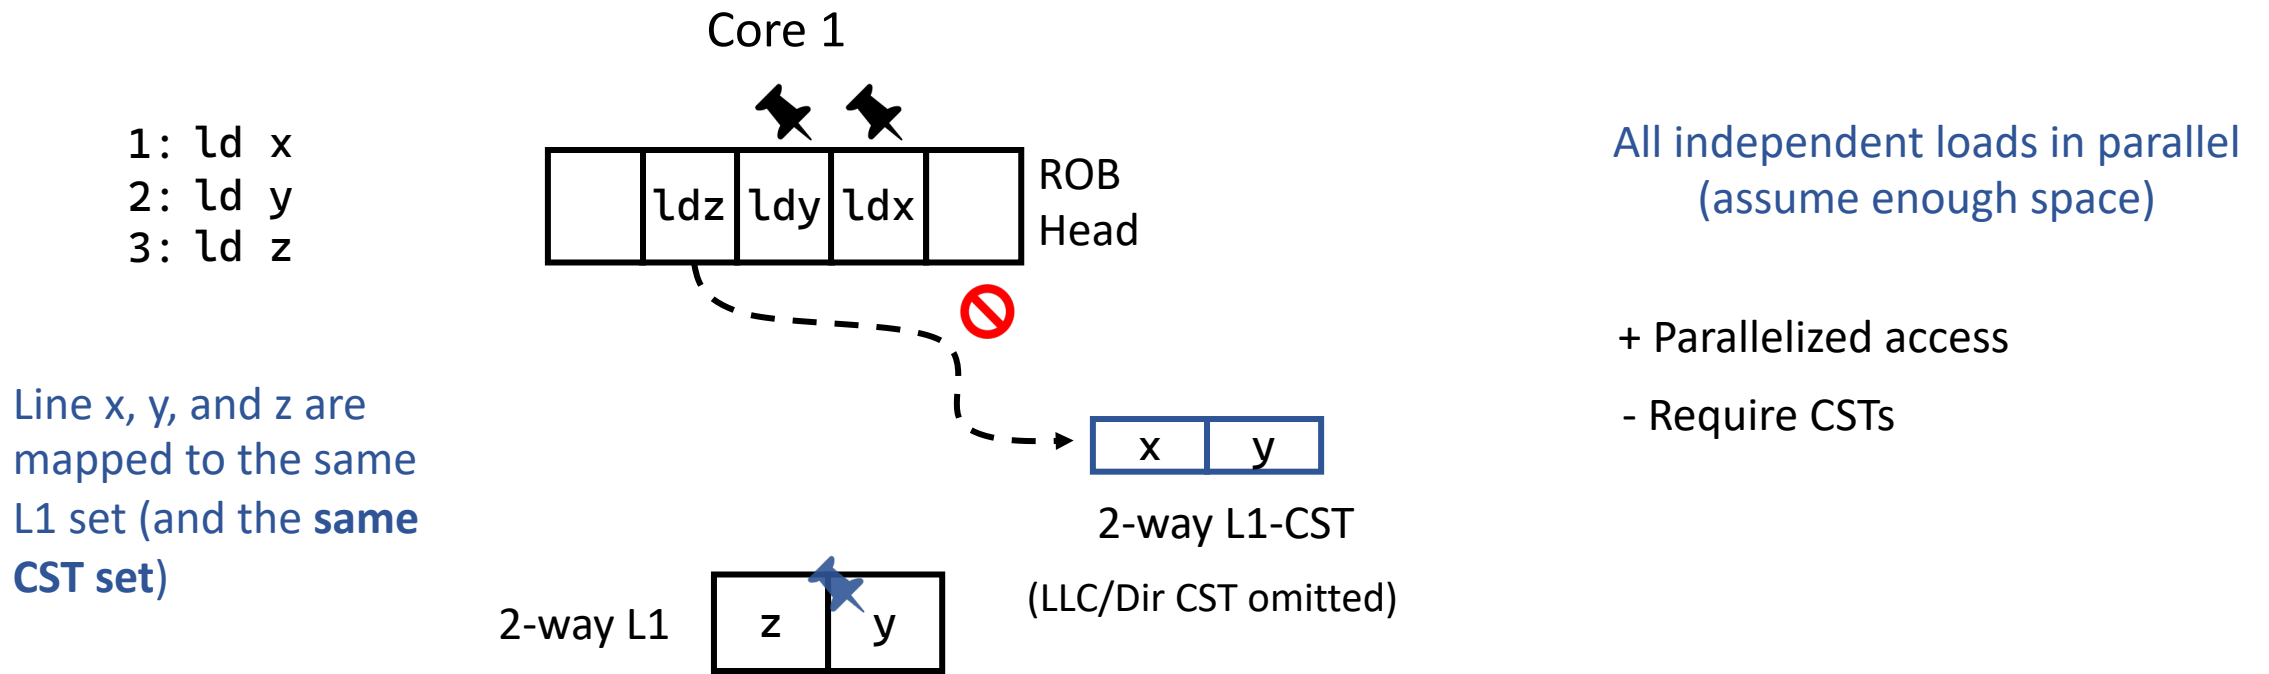 Core 1
1: ld x
2: ld y
3: ld z
ldz ldy ldx
ROB
Head
All independent loads in parallel
(assume enough space)
+ Parallelized access
- Require CSTs
Line x, y, and z are
mapped to the same
L1 set (and the same
CST set)
x y
2-way L1-CST
(LLC/Dir CST omitted)
2-way L1
z y